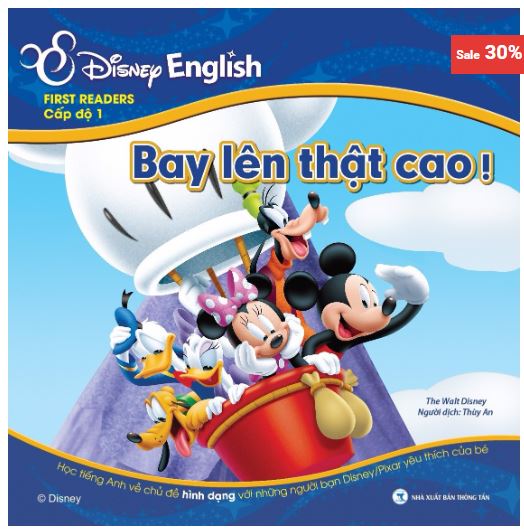 Disney English
FIRST READERS
Cấp độ 1
Sale 30%
Bay lên thật cao!
The Walt Disney
Người dịch: Thùy An
Học tiếng Anh về chủ đề hình dạng với những người bạn Disney/Pixar yêu thích của bé
© Disney
NHÀ XUẤT BẢN THÔNG TẤN